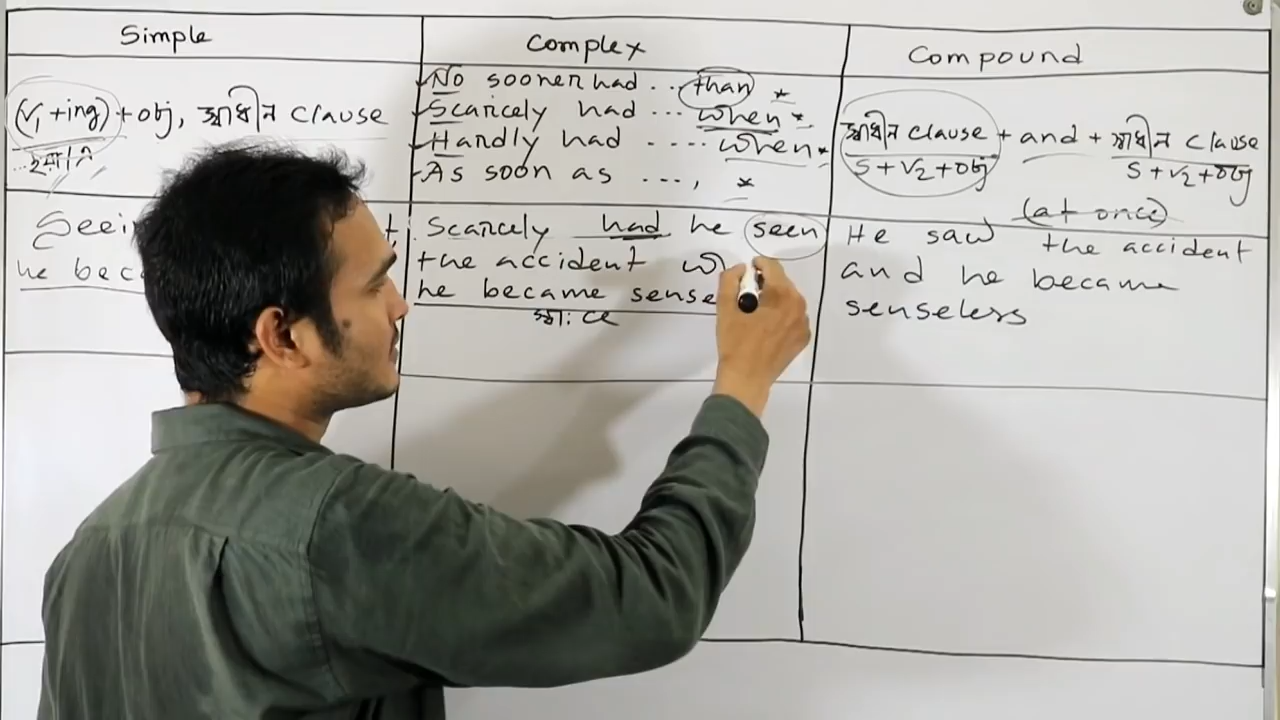 Simple
Complex
Compound
(V1 +ing) + obj, স্বাধীন clause
No sooner had ... than *
Scarcely had ... when *
Hardly had .... when *
As soon as ...., *
স্বাধীন clause + and + স্বাধীন clause
S + V2 + obj
S + V2 + obj
(at once)
he
Scarcely had he seen
the accident
he became
স্বা: ce
He saw the accident
and he became
senseless